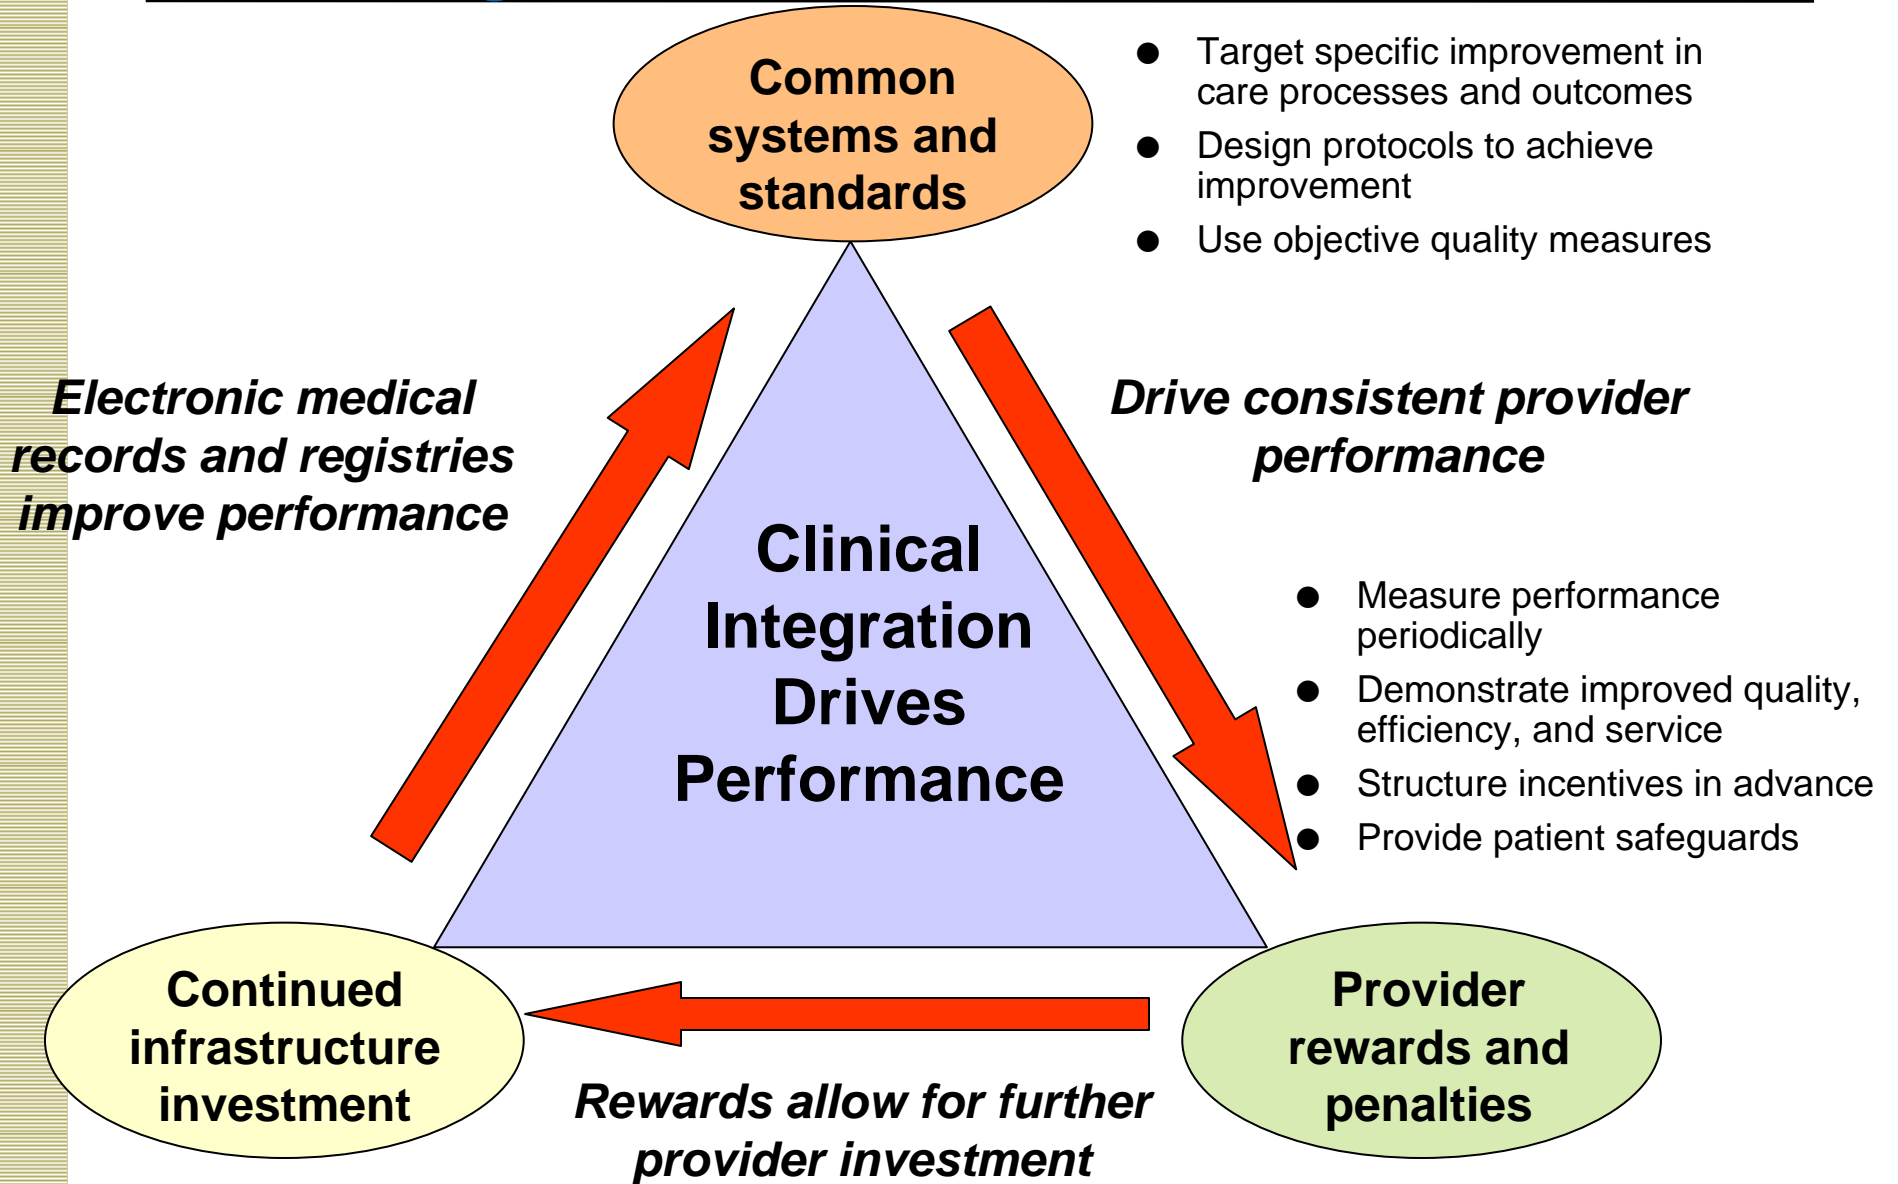 Common
systems and
standards
● Target specific improvement in
care processes and outcomes
● Design protocols to achieve
improvement
● Use objective quality measures
Electronic medical
records and registries
improve performance
Drive consistent provider
performance
Clinical
Integration
Drives
Performance
● Measure performance
periodically
● Demonstrate improved quality,
efficiency, and service
● Structure incentives in advance
● Provide patient safeguards
Continued
infrastructure
investment
Rewards allow for further
provider investment
Provider
rewards and
penalties